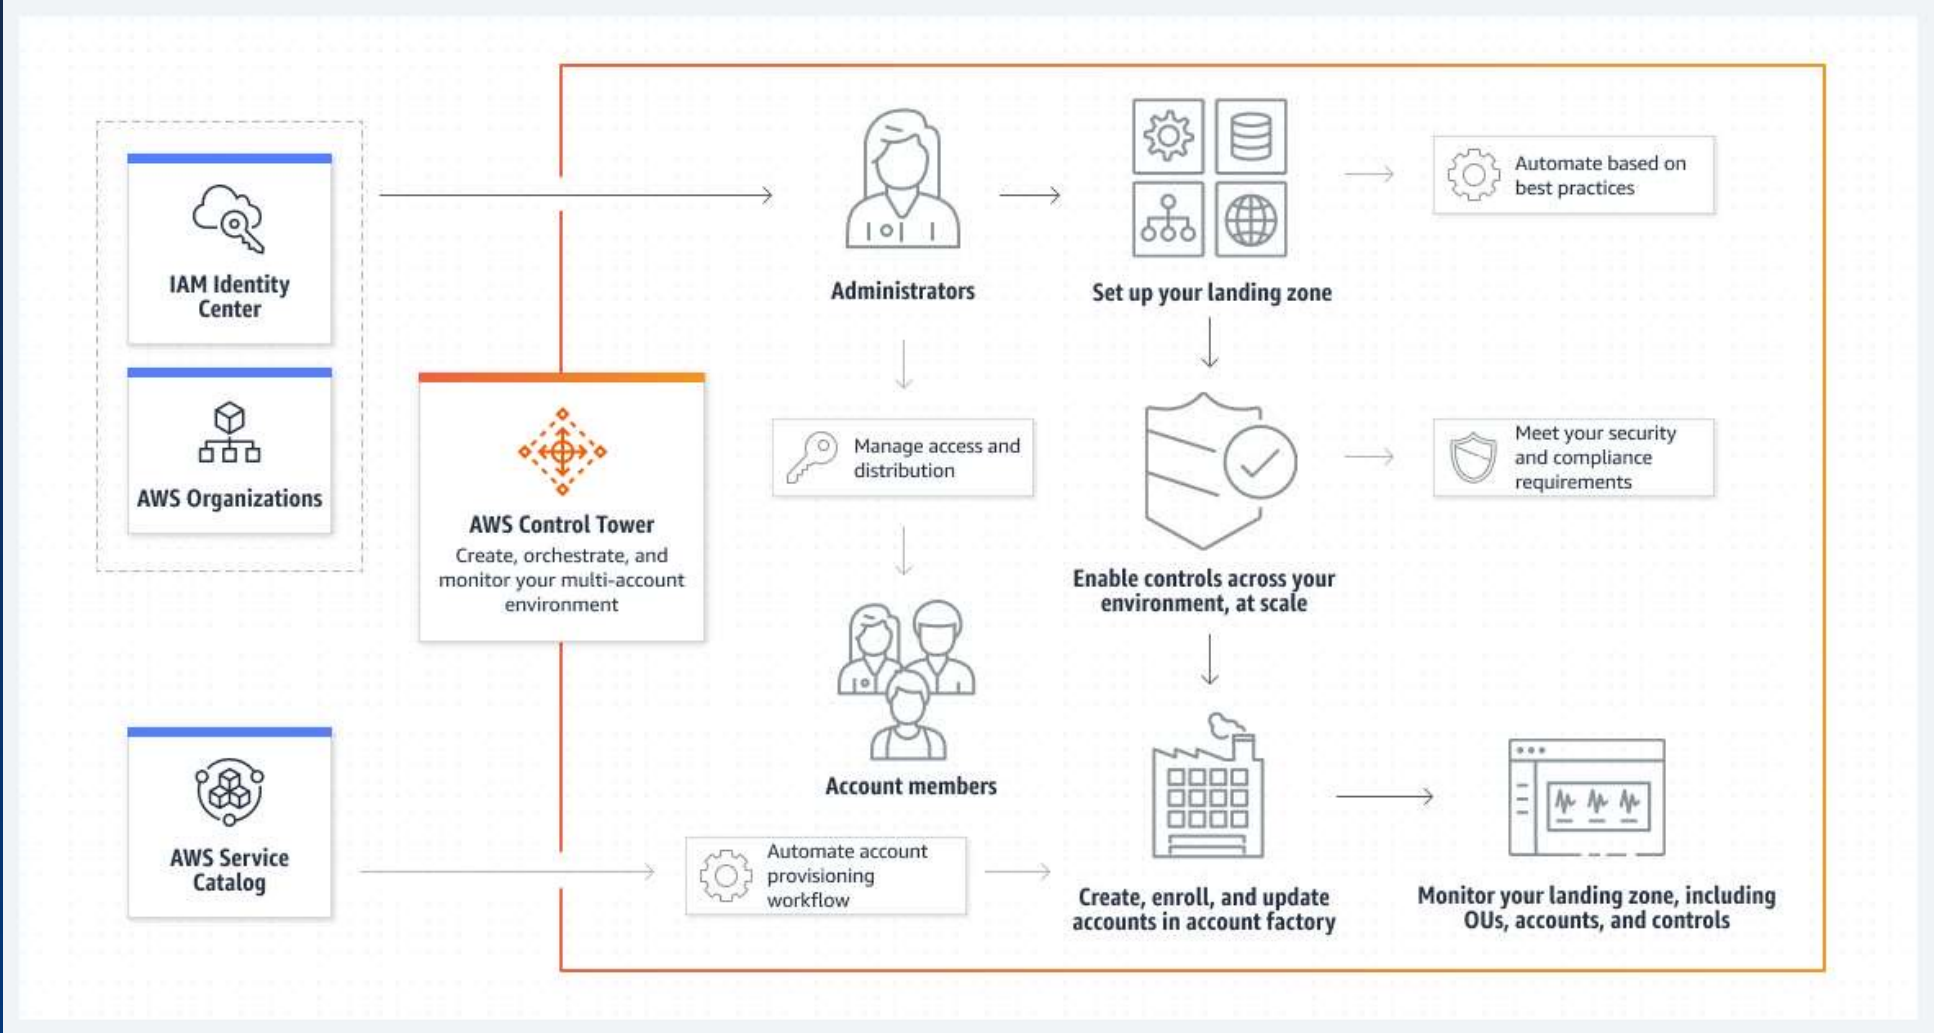 IAM Identity
Center
AWS Organizations
AWS Service
Catalog
AWS Control Tower
Create, orchestrate, and
monitor your multi-account
environment
Administrators
Manage access and
distribution
Account members
Automate account
provisioning
workflow
Set up your landing zone
Automate based on
best practices
Enable controls across your
environment, at scale
Meet your security
and compliance
requirements
Create, enroll, and update
accounts in account factory
Monitor your landing zone, including
OUs, accounts, and controls